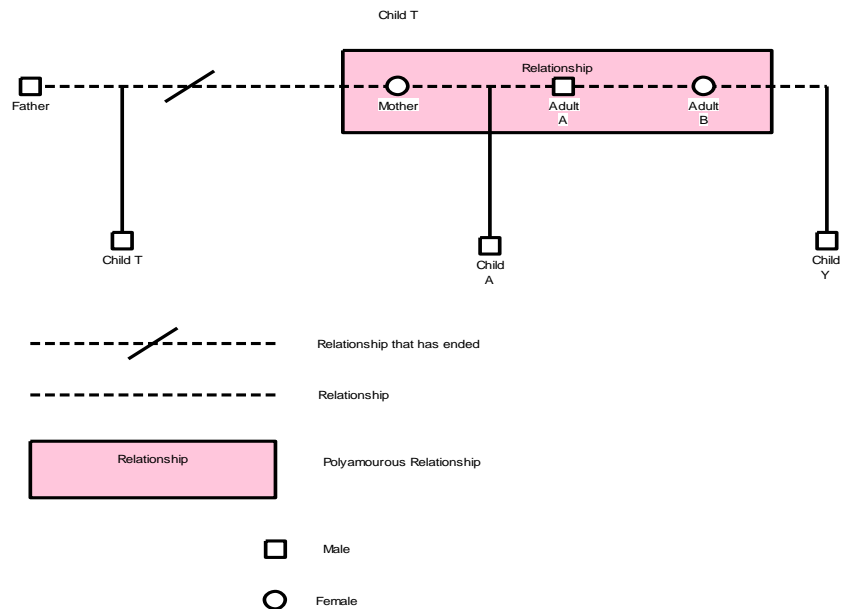 Child T
Relationship
Father
Mother
Adult
A
Adult
B
Child T
Child
A
Child
Y
Relationship that has ended
Relationship
Relationship
Polyamourous Relationship
Male
Female